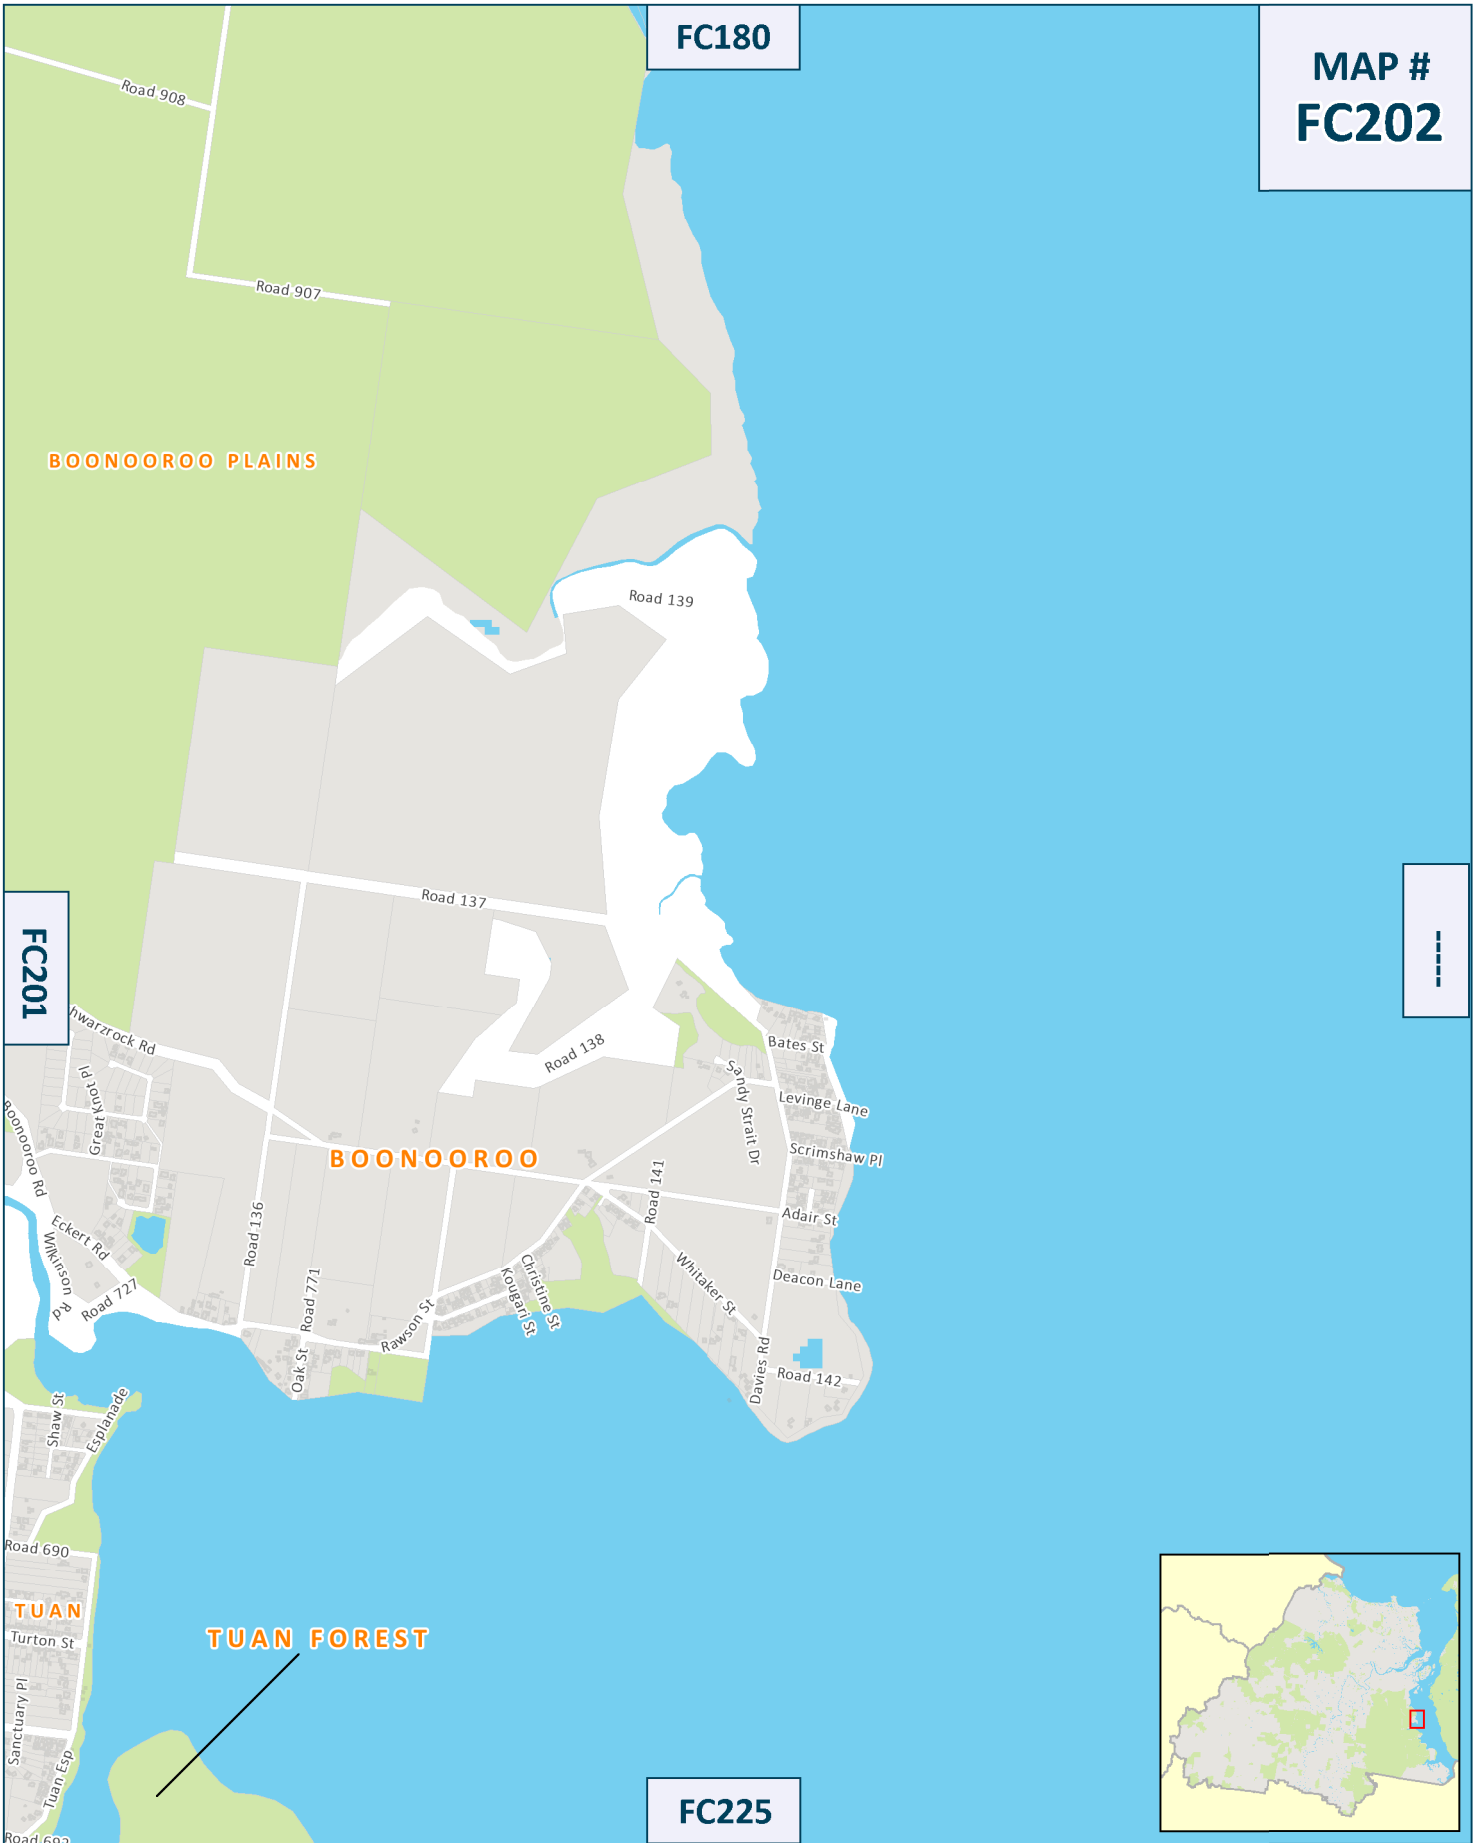 FC180
MAP #
FC202
Road 908
Road 907
BOONOOROO PLAINS
Road 139
Road 137
FC201
-----
hwarzrock Rd
Road 138
Bates St
Great Knot Pl
Sandy Strait Dr
Levinge Lane
Boonooroo Rd
BOONOOROO
Scrimshaw Pl
Road 141
Road 136
Adair St
Eckert Rd
Wilkinson Rd
Road 727
Road 771
Christine St
Kougari St
Whitaker St
Deacon Lane
Rawson St
Oak St
Davies Rd
Road 142
Shaw St
Esplanade
Road 690
TUAN
TUAN FOREST
Turton St
Sanctuary Pl
Tuan Esp
FC225
Road 692